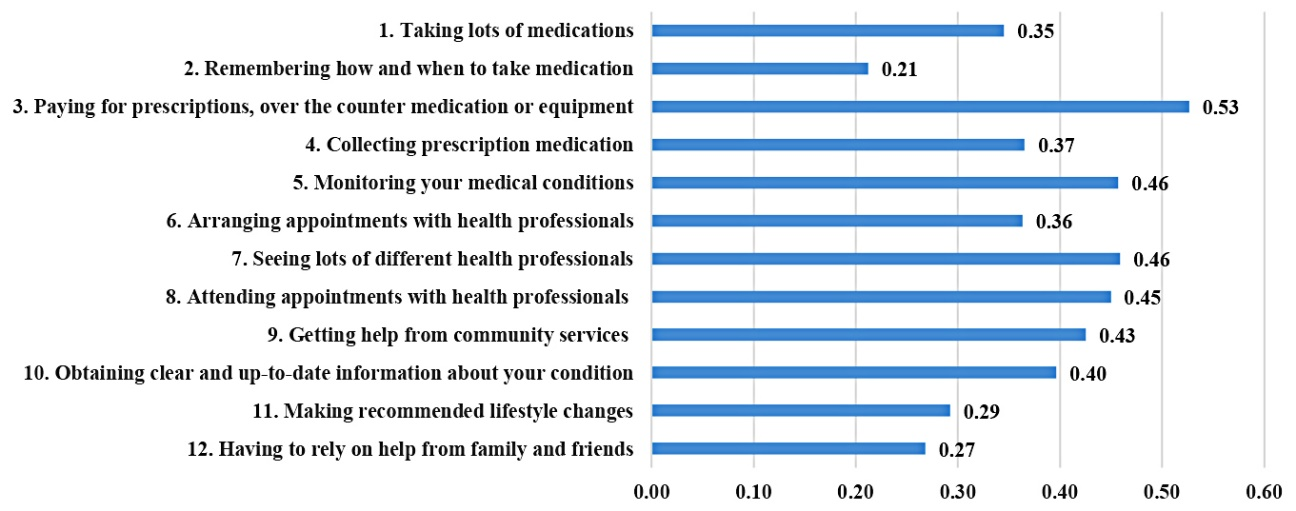 1. Taking lots of medications 0.35
2. Remembering how and when to take medication 0.21
3. Paying for prescriptions, over the counter medication or equipment 0.53
4. Collecting prescription medication 0.37
5. Monitoring your medical conditions 0.46
6. Arranging appointments with health professionals 0.36
7. Seeing lots of different health professionals 0.46
8. Attending appointments with health professionals 0.45
9. Getting help from community services 0.43
10. Obtaining clear and up-to-date information about your condition 0.40
11. Making recommended lifestyle changes 0.29
12. Having to rely on help from family and friends 0.27
0.00 0.10 0.20 0.30 0.40 0.50 0.60